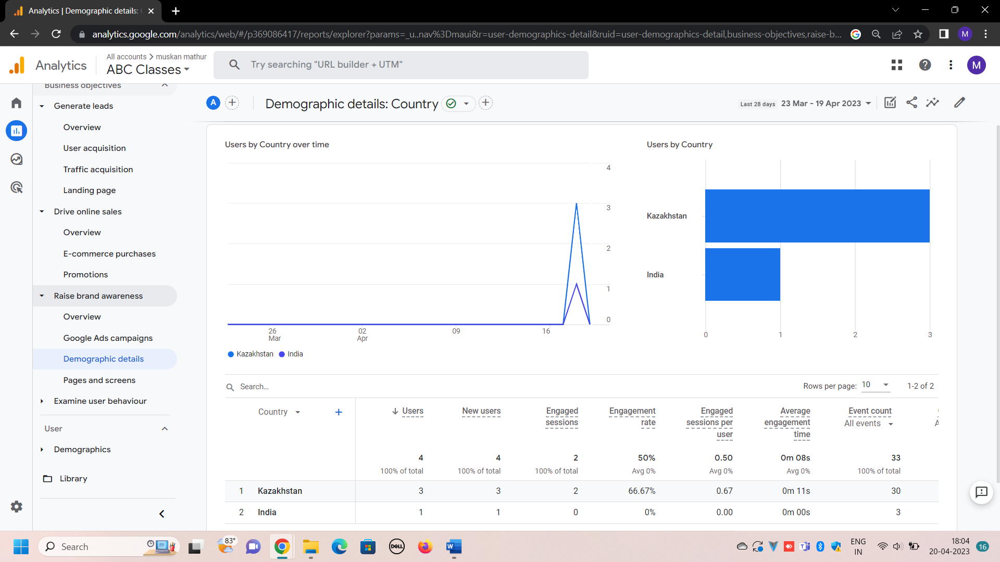 Analytics | Demographic details:
analytics.google.com/analytics/web/#/p369086417/reports/explorer?params=_u..nav%3Dmaui&r=user-demographics-detail&ruid=user-demographics-detail,business-objectives,raise-b...
M
Analytics
All accounts > muskan mathur
ABC Classes
Try searching "URL builder + UTM"
M
Business objectives
Generate leads
Overview
User acquisition
Traffic acquisition
Landing page
Drive online sales
Overview
E-commerce purchases
Promotions
Raise brand awareness
Overview
Google Ads campaigns
Demographic details
Pages and screens
Examine user behaviour
User
Demographics
Library
A
Demographic details: Country
Last 28 days 23 Mar - 19 Apr 2023
Users by Country over time
4
3
2
1
0
26 Mar
02 Apr
09
16
Kazakhstan India
Users by Country
Kazakhstan
India
0 1 2 3
Search...
Rows per page: 10 1-2 of 2
Country + Users New users Engaged sessions Engagement rate Engaged sessions per user Average engagement time Event count
All events
4 4 2 50% 0.50 0m 08s 33
100% of total 100% of total 100% of total Avg 0% Avg 0% Avg 0% 100% of total
1 Kazakhstan 3 3 2 66.67% 0.67 0m 11s 30
2 India 1 1 0 0% 0.00 0m 00s 3
Search
83°
DELL
W
ENG
IN
18:04
20-04-2023
16